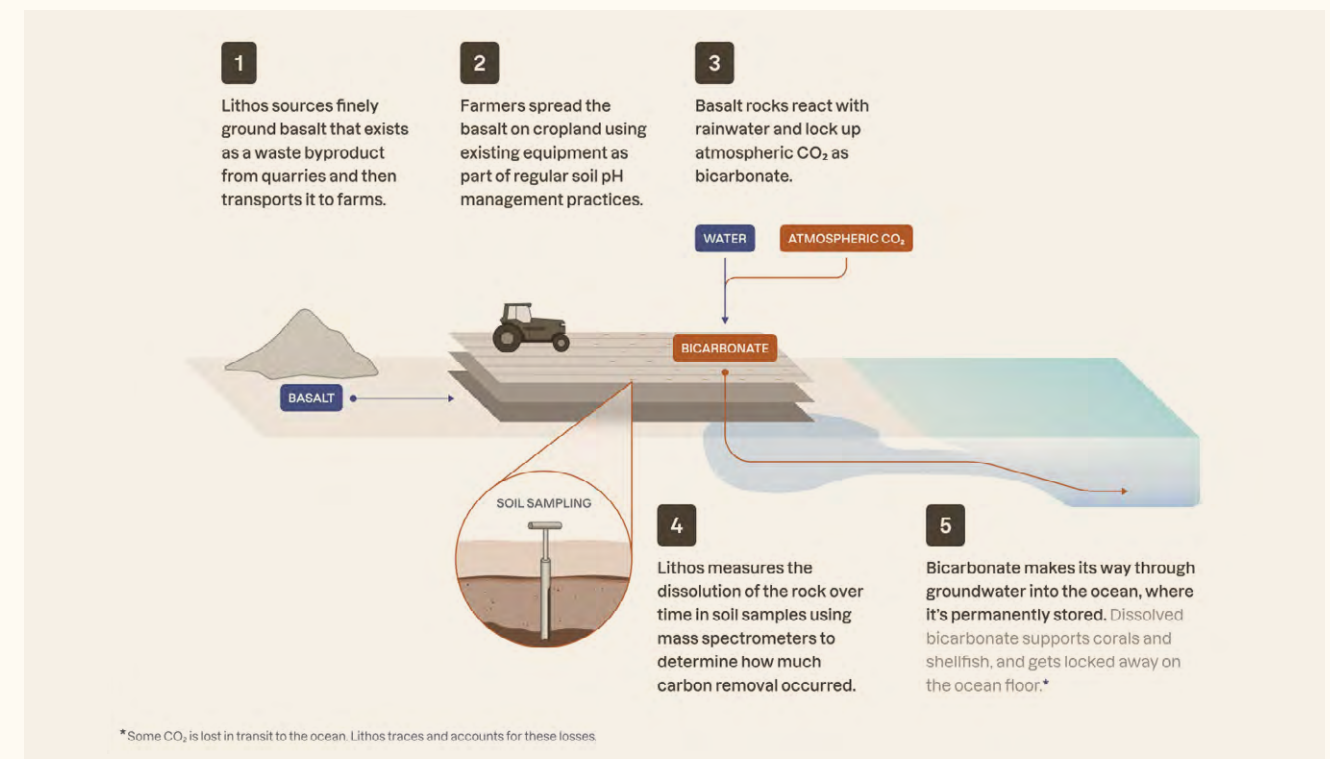 1
Lithos sources finely
ground basalt that exists
as a waste byproduct
from quarries and then
transports it to farms.
2
Farmers spread the
basalt on cropland using
existing equipment as
part of regular soil pH
management practices.
3
Basalt rocks react with
rainwater and lock up
atmospheric CO₂ as
bicarbonate.
WATER
ATMOSPHERIC CO₂
BICARBONATE
BASALT
SOIL SAMPLING
4
Lithos measures the
dissolution of the rock over
time in soil samples using
mass spectrometers to
determine how much
carbon removal occurred.
5
Bicarbonate makes its way through
groundwater into the ocean, where
it's permanently stored. Dissolved
bicarbonate supports corals and
shellfish, and gets locked away on
the ocean floor.*
*Some CO₂ is lost in transit to the ocean. Lithos traces and accounts for these losses.